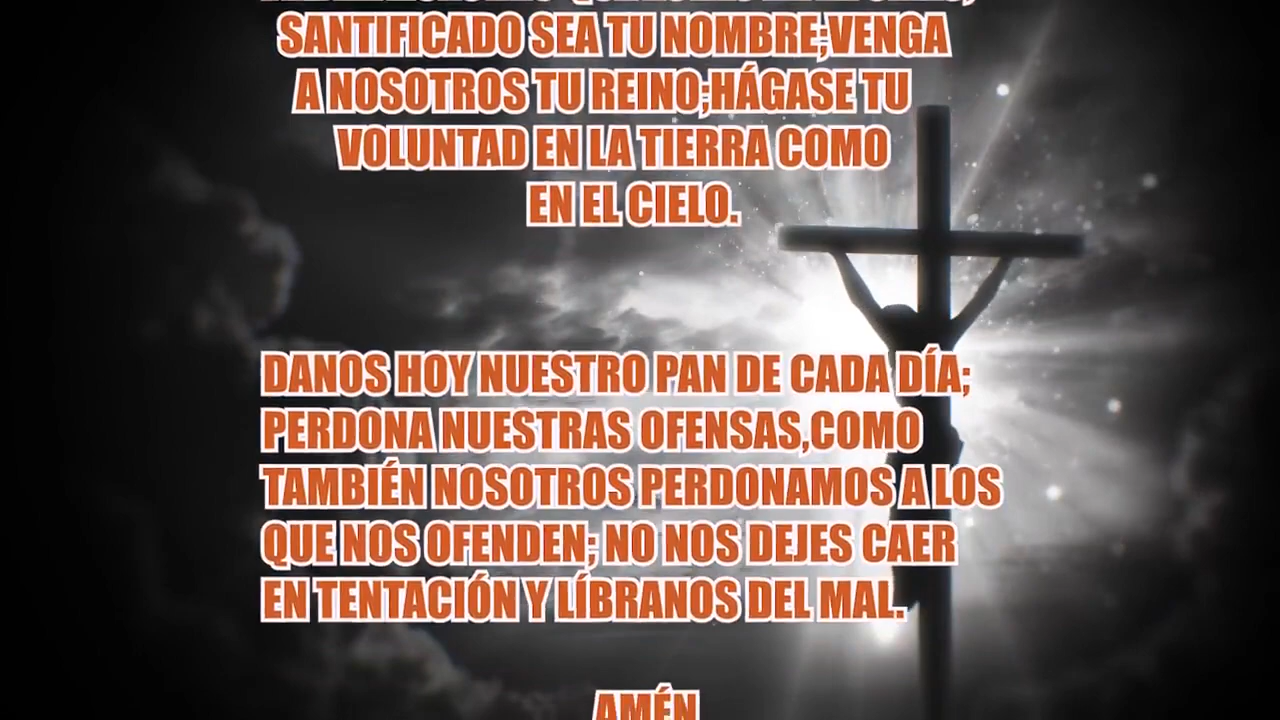 SANTIFICADO SEA TU NOMBRE;VENGA
A NOSOTROS TU REINO;HÁGASE TU
VOLUNTAD EN LA TIERRA COMO
EN EL CIELO.
DANOS HOY NUESTRO PAN DE CADA DÍA;
PERDONA NUESTRAS OFENSAS,COMO
TAMBIÉN NOSOTROS PERDONAMOS A LOS
QUE NOS OFENDEN; NO NOS DEJES CAER
EN TENTACIÓN Y LÍBRANOS DEL MAL.
AMÉN